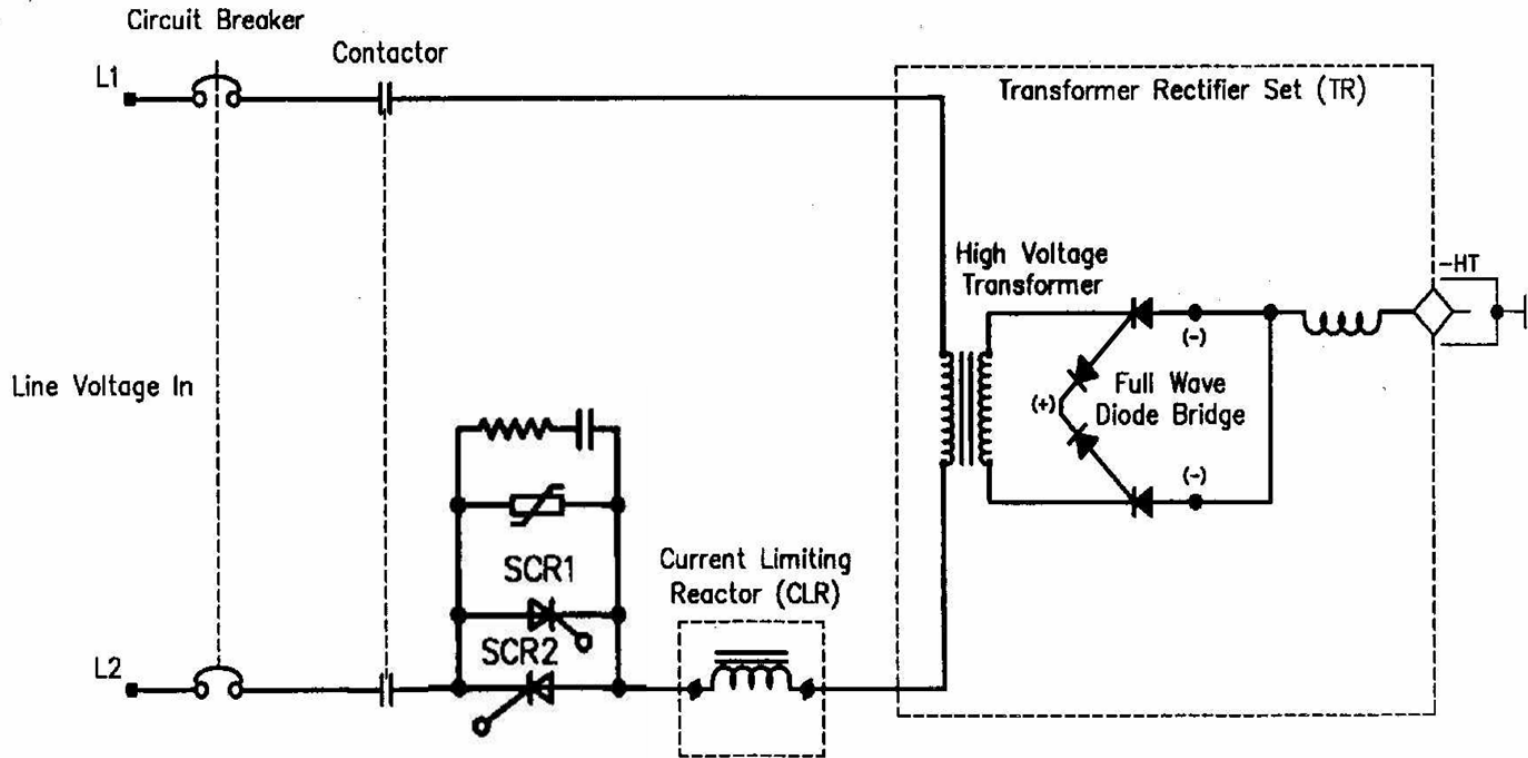 Circuit Breaker
Contactor
L1
Transformer Rectifier Set (TR)
High Voltage
Transformer
-HT
(-)
Line Voltage In
(+)
Full Wave
Diode Bridge
(-)
SCR1
Current Limiting
Reactor (CLR)
SCR2
L2